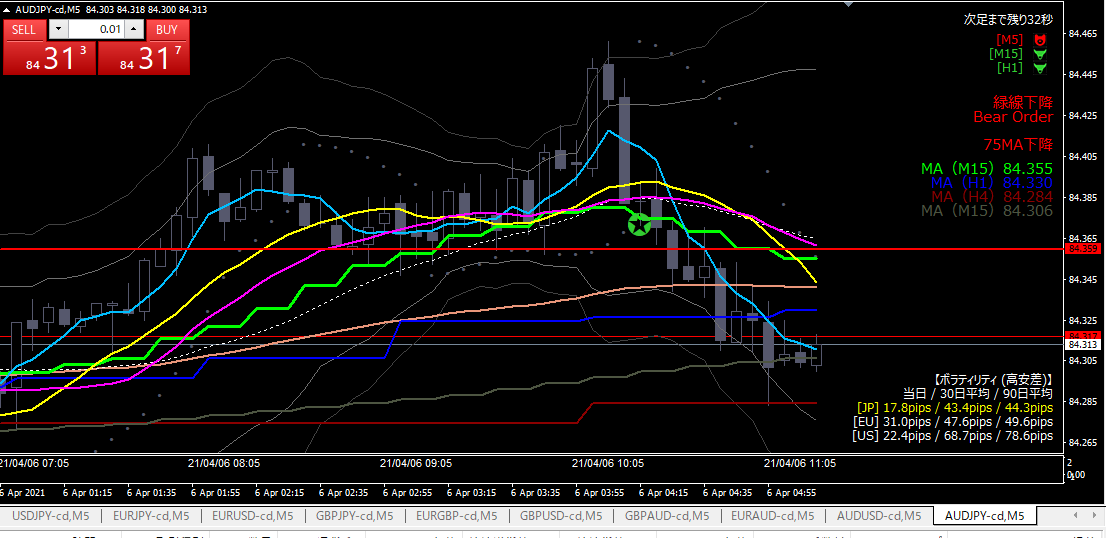 AUDJPY-cd,M5 84.303 84.318 84.300 84.313
SELL 0.01 BUY
84 31 3 84 31 7
次足まで残り32秒
[M5]
[M15]
[H1]
緑線下降
Bear Order
75MA下降
MA（M15）84.355
MA（H1）84.330
MA（H4）84.284
MA（M15）84.306
84.465
84.445
84.425
84.405
84.385
84.365
84.359
84.345
84.325
84.317
84.313
84.305
84.285
84.265
【ボラティリティ(高安差)】
当日 / 30日平均 / 90日平均
[JP] 17.8pips / 43.4pips / 44.3pips
[EU] 31.0pips / 47.6pips / 49.6pips
[US] 22.4pips / 68.7pips / 78.6pips
21/04/06 07:05 21/04/06 08:05 21/04/06 09:05 21/04/06 10:05 21/04/06 11:05
2
0.00
6 Apr 2021 6 Apr 01:15 6 Apr 01:35 6 Apr 01:55 6 Apr 02:15 6 Apr 02:35 6 Apr 02:55 6 Apr 03:15 6 Apr 03:35 6 Apr 03:55 6 Apr 04:15 6 Apr 04:35 6 Apr 04:55
USDJPY-cd,M5 EURJPY-cd,M5 EURUSD-cd,M5 GBPJPY-cd,M5 EURGBP-cd,M5 GBPUSD-cd,M5 GBPAUD-cd,M5 EURAUD-cd,M5 AUDUSD-cd,M5 AUDJPY-cd,M5